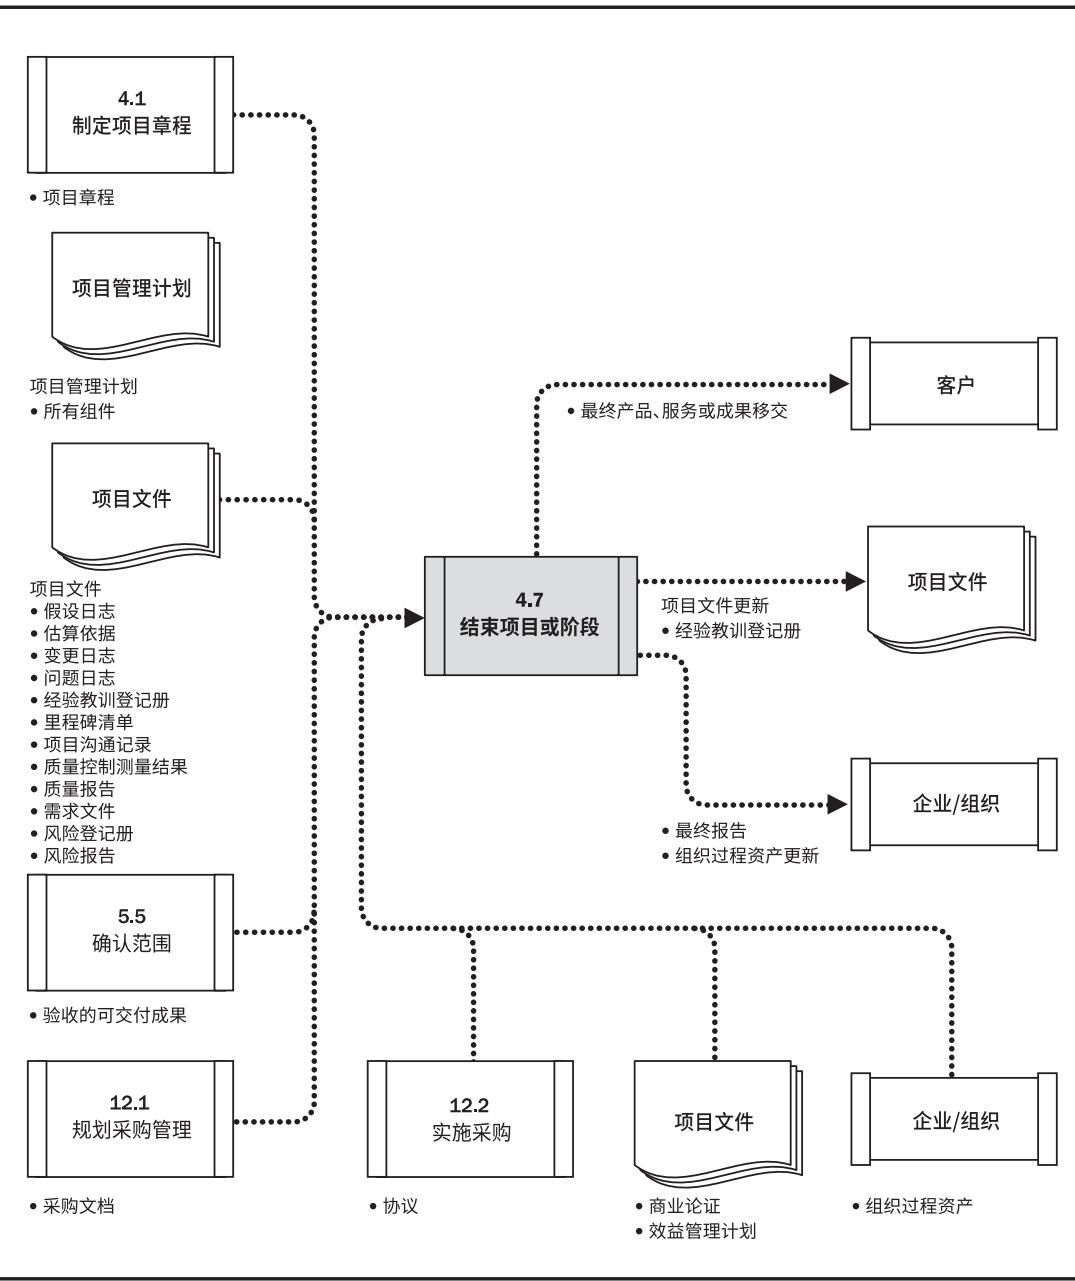 4.1
制定项目章程
• 项目章程
项目管理计划
项目管理计划
• 所有组件
项目文件
项目文件
• 假设日志
• 估算依据
• 变更日志
• 问题日志
• 经验教训登记册
• 里程碑清单
• 项目沟通记录
• 质量控制测量结果
• 质量报告
• 需求文件
• 风险登记册
• 风险报告
5.5
确认范围
• 验收的可交付成果
12.1
规划采购管理
• 采购文档
4.7
结束项目或阶段
客户
• 最终产品、服务或成果移交
项目文件
项目文件更新
• 经验教训登记册
企业/组织
• 最终报告
• 组织过程资产更新
12.2
实施采购
• 协议
项目文件
• 商业论证
• 效益管理计划
企业/组织
• 组织过程资产